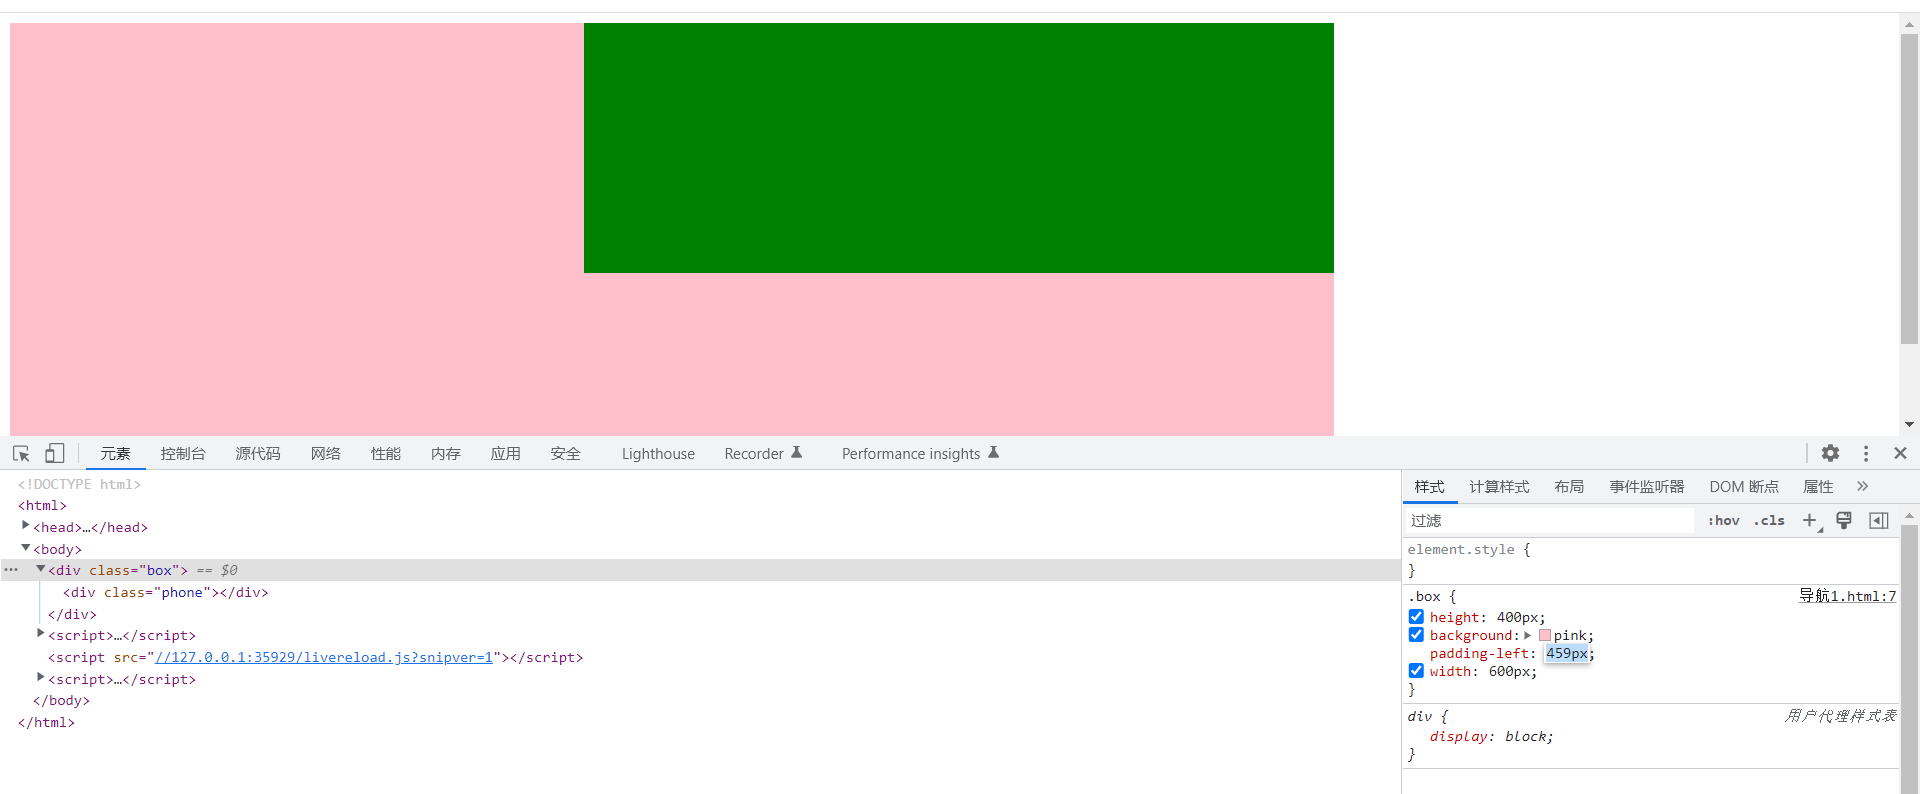 元素 控制台 源代码 网络 性能 内存 应用 安全 Lighthouse Recorder Performance insights
<!DOCTYPE html>
<html>
<head>…</head>
<body>
<div class="box"> == $0
<div class="phone"></div>
</div>
<script>…</script>
<script src="//127.0.0.1:35929/livereload.js?snipver=1"></script>
<script>…</script>
</body>
</html>
样式 计算样式 布局 事件监听器 DOM 断点 属性
过滤 :hov .cls
element.style {
}
.box { 导航1.html:7
height: 400px;
background: pink;
padding-left: 459px;
width: 600px;
}
div { 用户代理样式表
display: block;
}